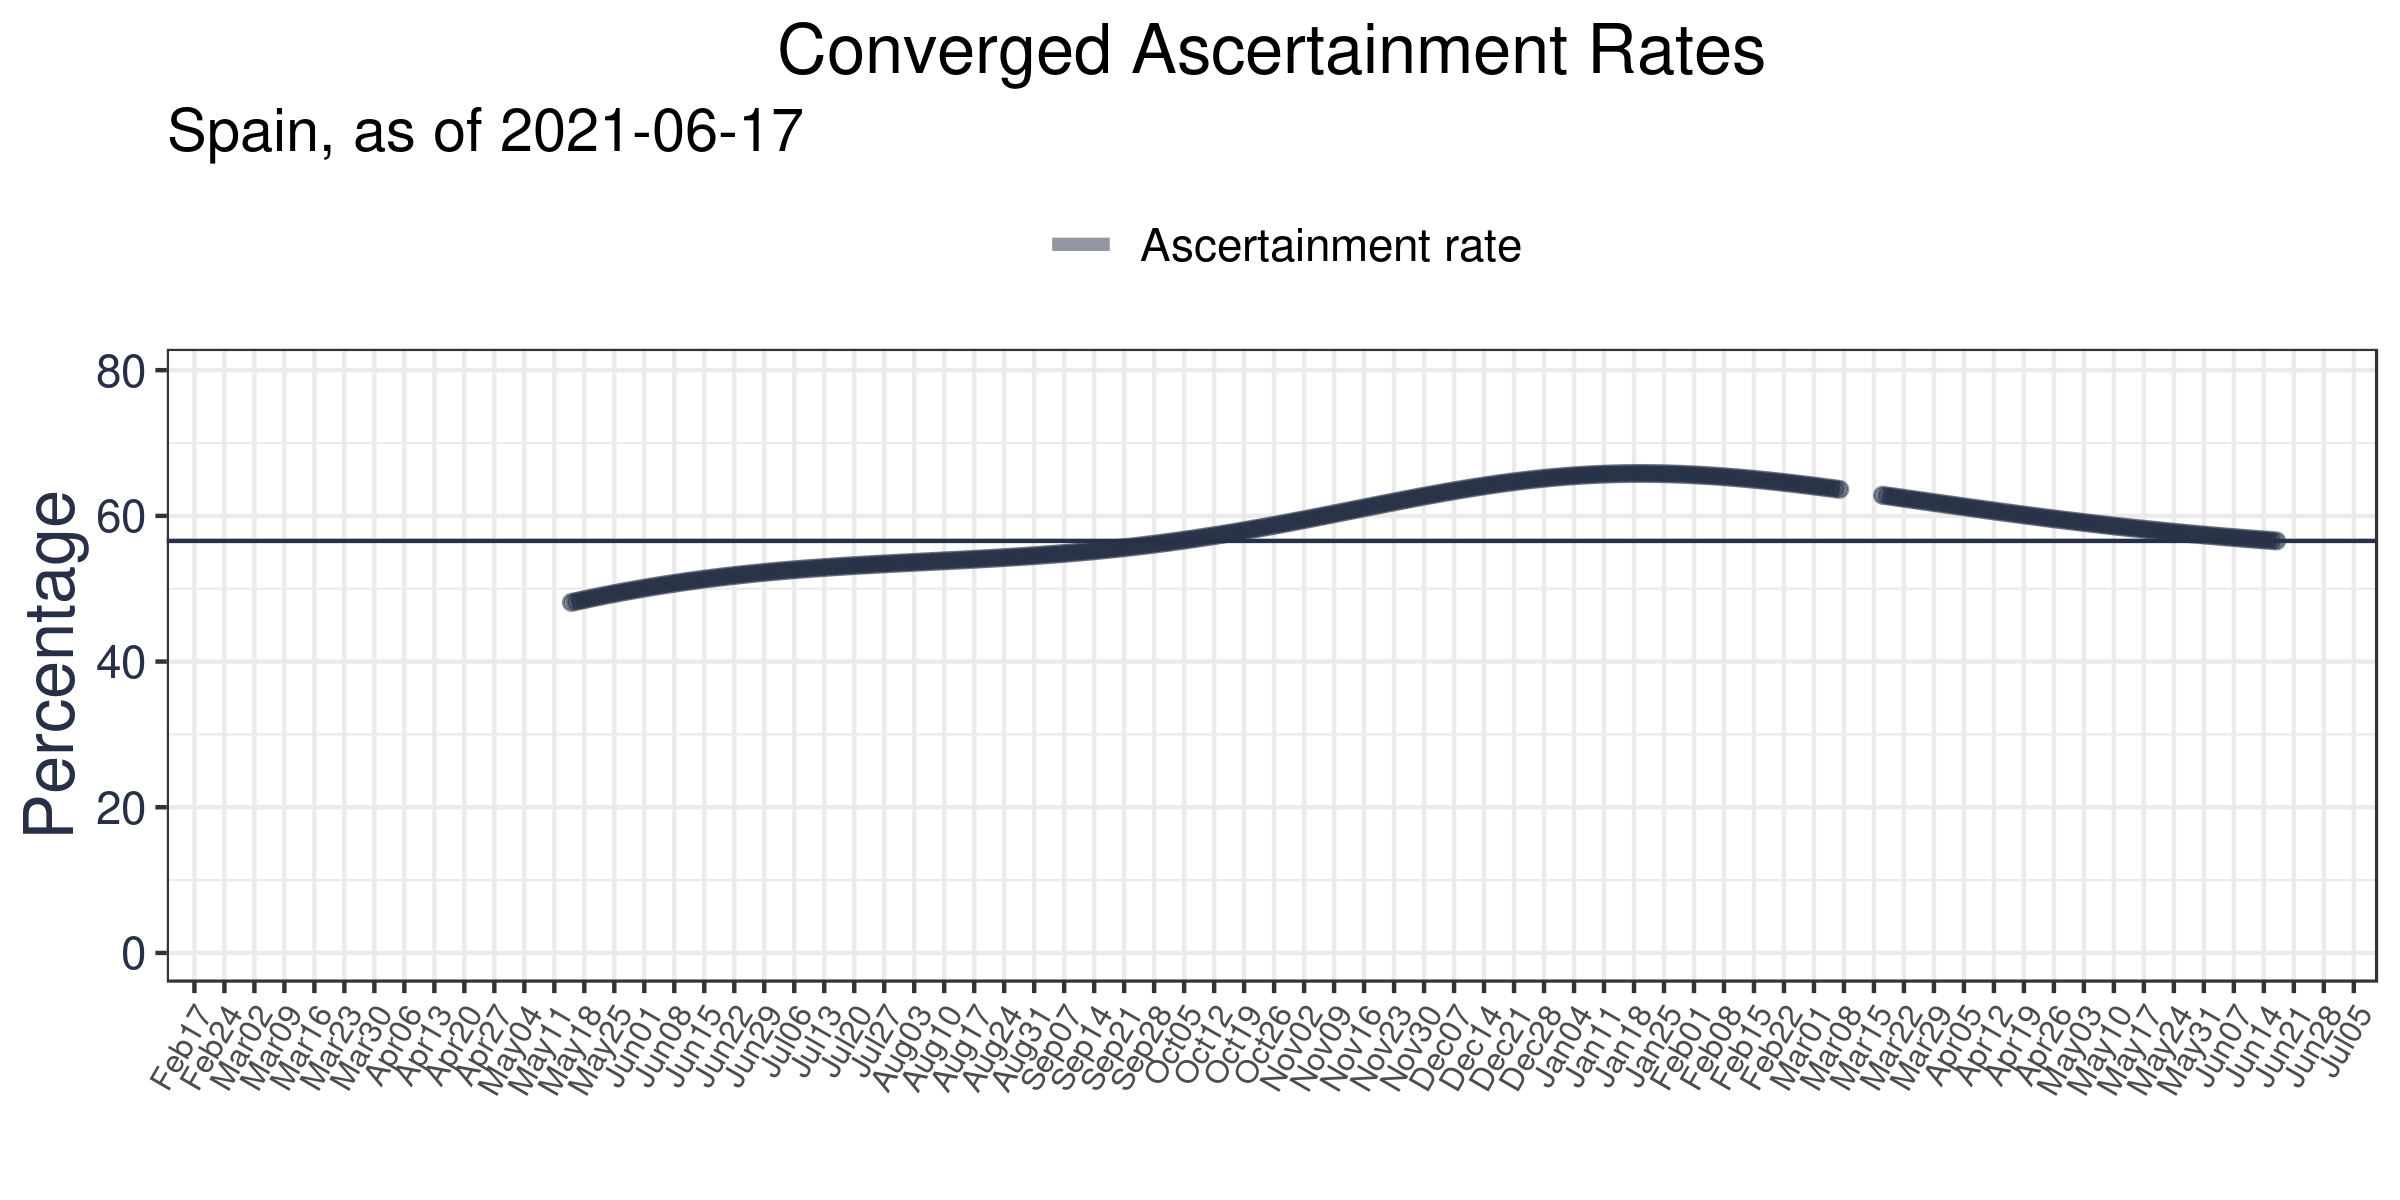 Converged Ascertainment Rates
Spain, as of 2021-06-17
Ascertainment rate
Percentage
80
60
40
20
0
Feb17 Feb24 Mar02 Mar09 Mar16 Mar23 Mar30 Apr06 Apr13 Apr20 Apr27 May04 May11 May18 May25 Jun01 Jun08 Jun15 Jun22 Jun29 Jul06 Jul13 Jul20 Jul27 Aug03 Aug10 Aug17 Aug24 Aug31 Sep07 Sep14 Sep21 Sep28 Oct05 Oct12 Oct19 Oct26 Nov02 Nov09 Nov16 Nov23 Nov30 Dec07 Dec14 Dec21 Dec28 Jan04 Jan11 Jan18 Jan25 Feb01 Feb08 Feb15 Feb22 Mar01 Mar08 Mar15 Mar22 Mar29 Apr05 Apr12 Apr19 Apr26 May03 May10 May17 May24 May31 Jun07 Jun14 Jun21 Jun28 Jul05